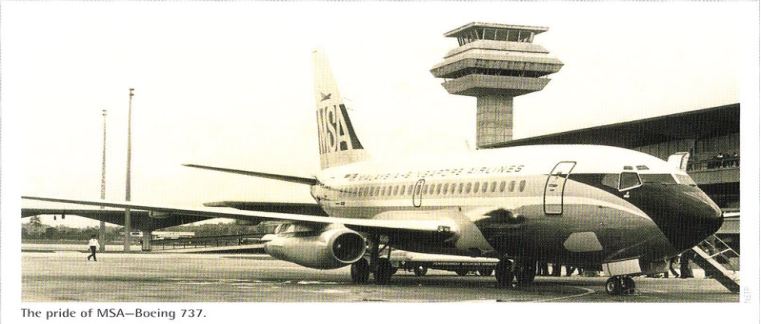 MSA
MALAYSIA-SINGAPORE AIRLINES
The pride of MSA—Boeing 737.